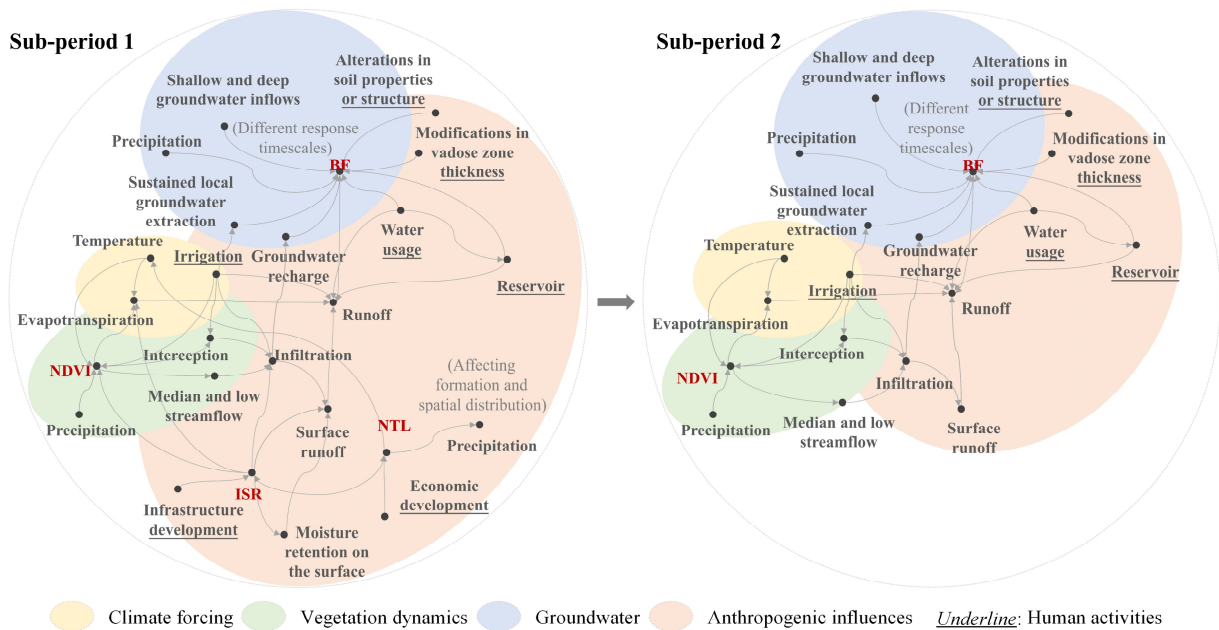 Sub-period 1
Shallow and deep
groundwater inflows
Alterations in
soil properties
or structure
(Different response
timescales)
Precipitation
BF
Modifications in
vadose zone
thickness
Sustained local
groundwater
extraction
Temperature
Irrigation
Groundwater
recharge
Water
usage
Reservoir
Evapotranspiration
Runoff
Interception
Infiltration
NDVI
Median and low
streamflow
(Affecting
formation and
spatial distribution)
Precipitation
Surface
runoff
NTL
Precipitation
ISR
Infrastructure
development
Economic
development
Moisture
retention on
the surface
Sub-period 2
Shallow and deep
groundwater inflows
Alterations in
soil properties
or structure
(Different
response
timescales)
Precipitation
BF
Modifications in
vadose zone
thickness
Sustained local
groundwater
extraction
Temperature
Groundwater
recharge
Water
usage
Reservoir
Irrigation
Evapotranspiration
Runoff
Interception
Infiltration
NDVI
Precipitation
Median and low
streamflow
Surface
runoff
Climate forcing
Vegetation dynamics
Groundwater
Anthropogenic influences
Underline: Human activities